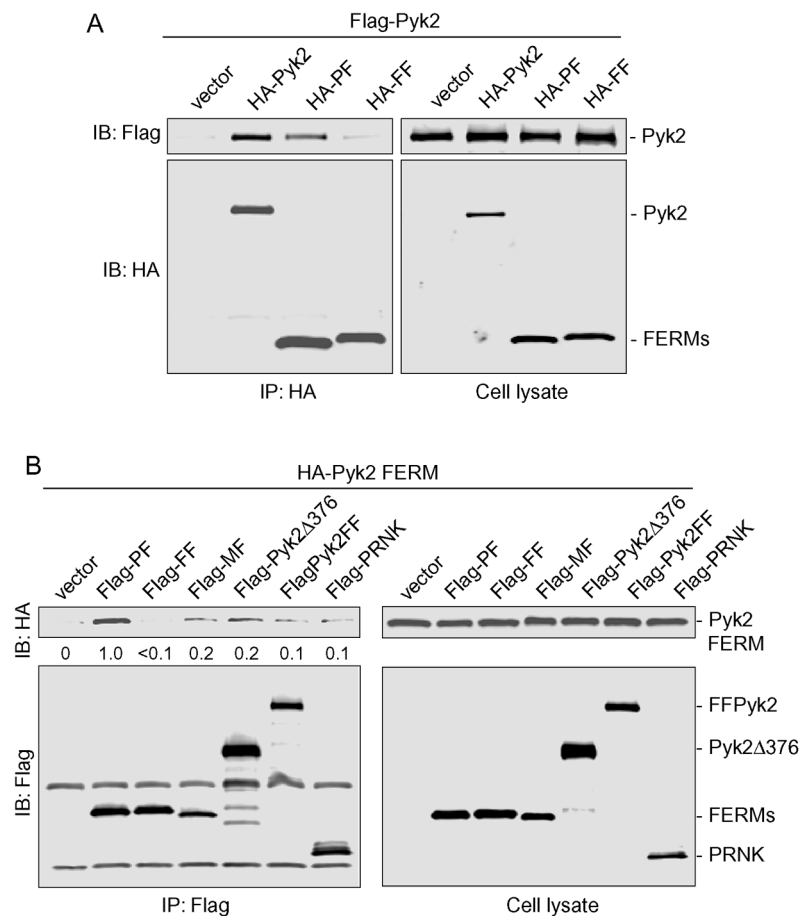 A
Flag-Pyk2
vector HA-Pyk2 HA-PF HA-FF vector HA-Pyk2 HA-PF HA-FF
IB: Flag
- Pyk2
- Pyk2
IB: HA
- FERMs
IP: HA Cell lysate
B
HA-Pyk2 FERM
vector Flag-PF Flag-FF Flag-MF Flag-Pyk2Δ376 FlagPyk2FF Flag-PRNK vector Flag-PF Flag-FF Flag-MF Flag-Pyk2Δ376 Flag-Pyk2FF Flag-PRNK
IB: HA
- Pyk2
FERM
0 1.0 <0.1 0.2 0.2 0.1 0.1
IB: Flag
- FFPyk2
- Pyk2Δ376
- FERMs
- PRNK
IP: Flag Cell lysate